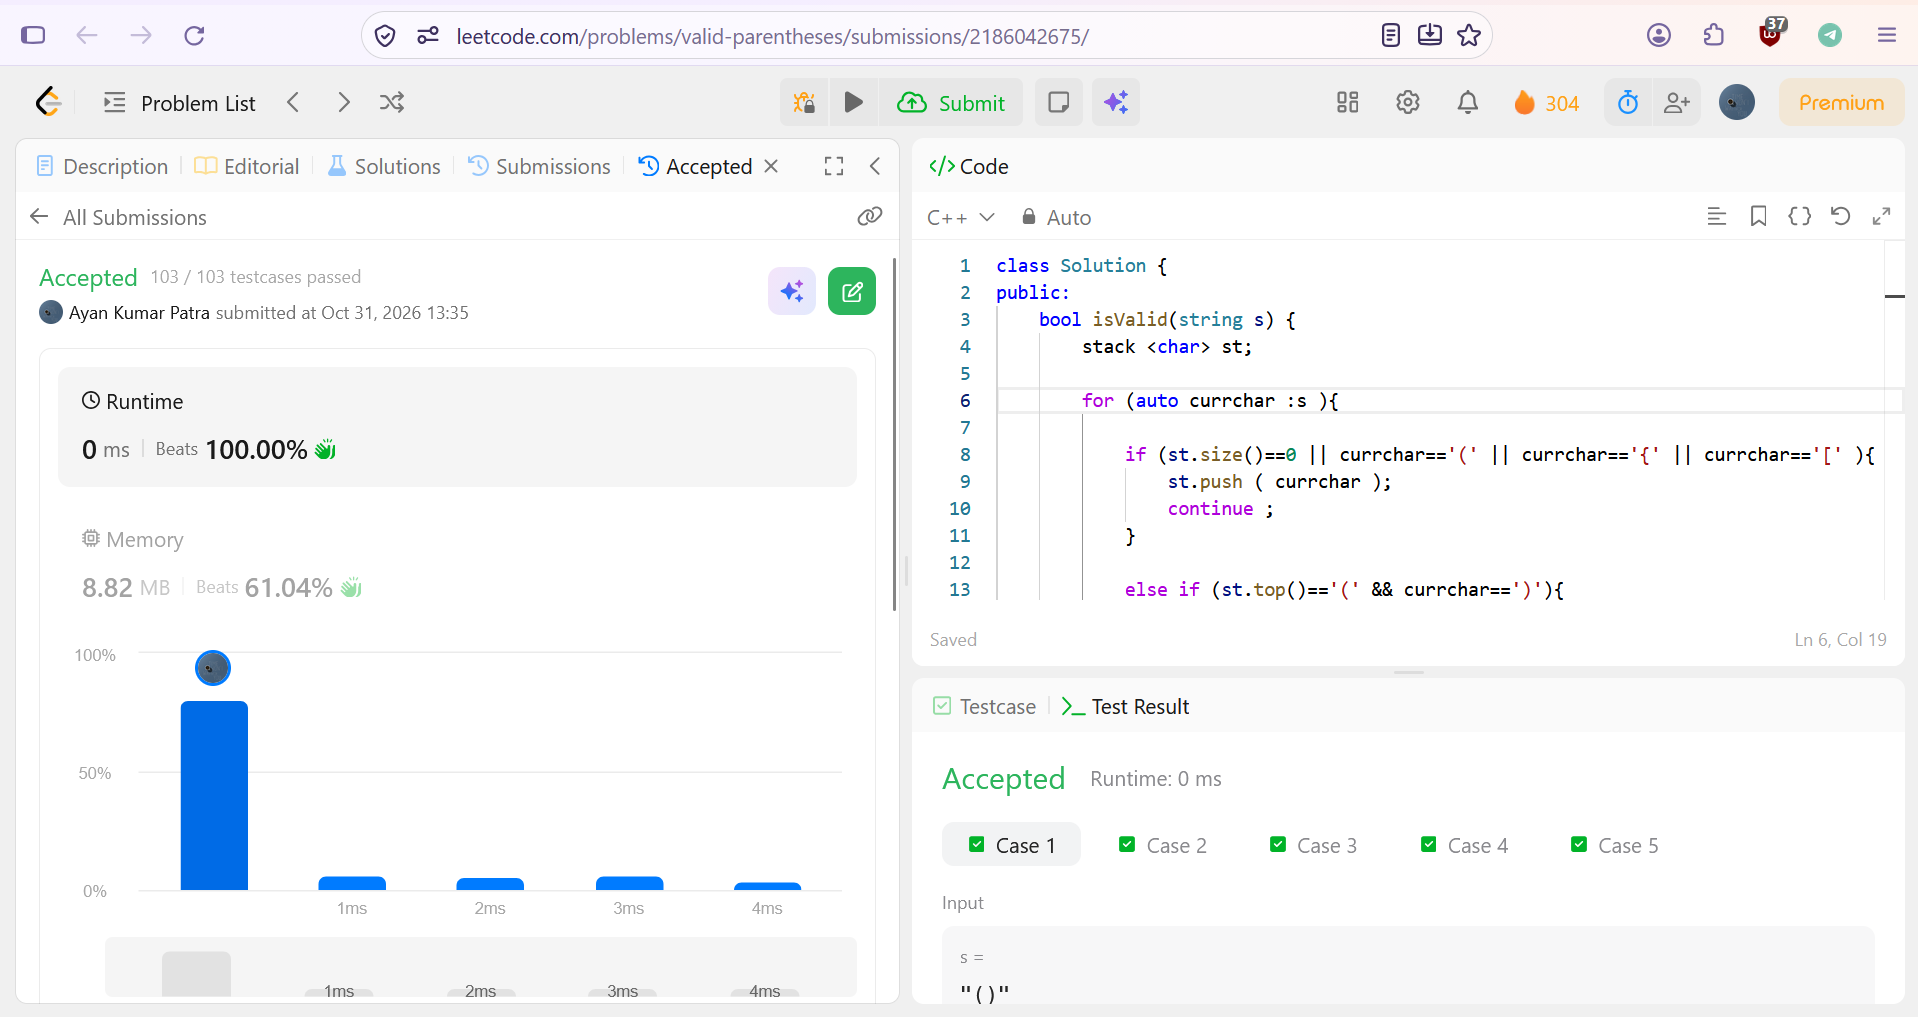 leetcode.com/problems/valid-parentheses/submissions/2186042675/
37
Problem List
Submit
304
Premium
Description
Editorial
Solutions
Submissions
Accepted
All Submissions
Accepted 103 / 103 testcases passed
Ayan Kumar Patra submitted at Oct 31, 2026 13:35
Runtime
0 ms Beats 100.00%
Memory
8.82 MB Beats 61.04%
100%
50%
0%
1ms 2ms 3ms 4ms
1ms 2ms 3ms 4ms
</> Code
C++ Auto
1 class Solution {
2 public:
3 bool isValid(string s) {
4 stack <char> st;
5
6 for (auto currchar :s ){
7
8 if (st.size()==0 || currchar=='(' || currchar=='{' || currchar=='[' ){
9 st.push ( currchar );
10 continue ;
11 }
12
13 else if (st.top()=='(' && currchar==')'){
Saved
Ln 6, Col 19
Testcase
Test Result
Accepted Runtime: 0 ms
Case 1 Case 2 Case 3 Case 4 Case 5
Input
s =
"()"